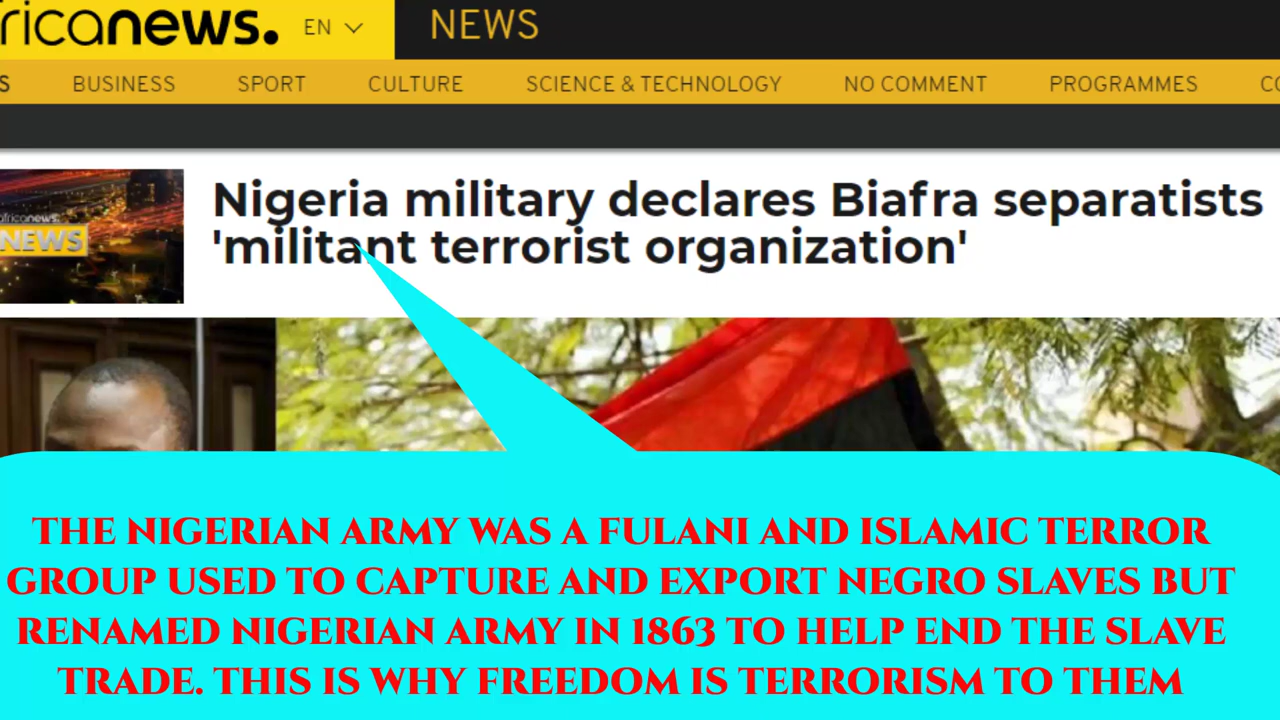 ricanews. EN NEWS
S BUSINESS SPORT CULTURE SCIENCE & TECHNOLOGY NO COMMENT PROGRAMMES CO
africanews.
NEWS
Nigeria military declares Biafra separatists
'militant terrorist organization'
THE NIGERIAN ARMY WAS A FULANI AND ISLAMIC TERROR
GROUP USED TO CAPTURE AND EXPORT NEGRO SLAVES BUT
RENAMED NIGERIAN ARMY IN 1863 TO HELP END THE SLAVE
TRADE. THIS IS WHY FREEDOM IS TERRORISM TO THEM